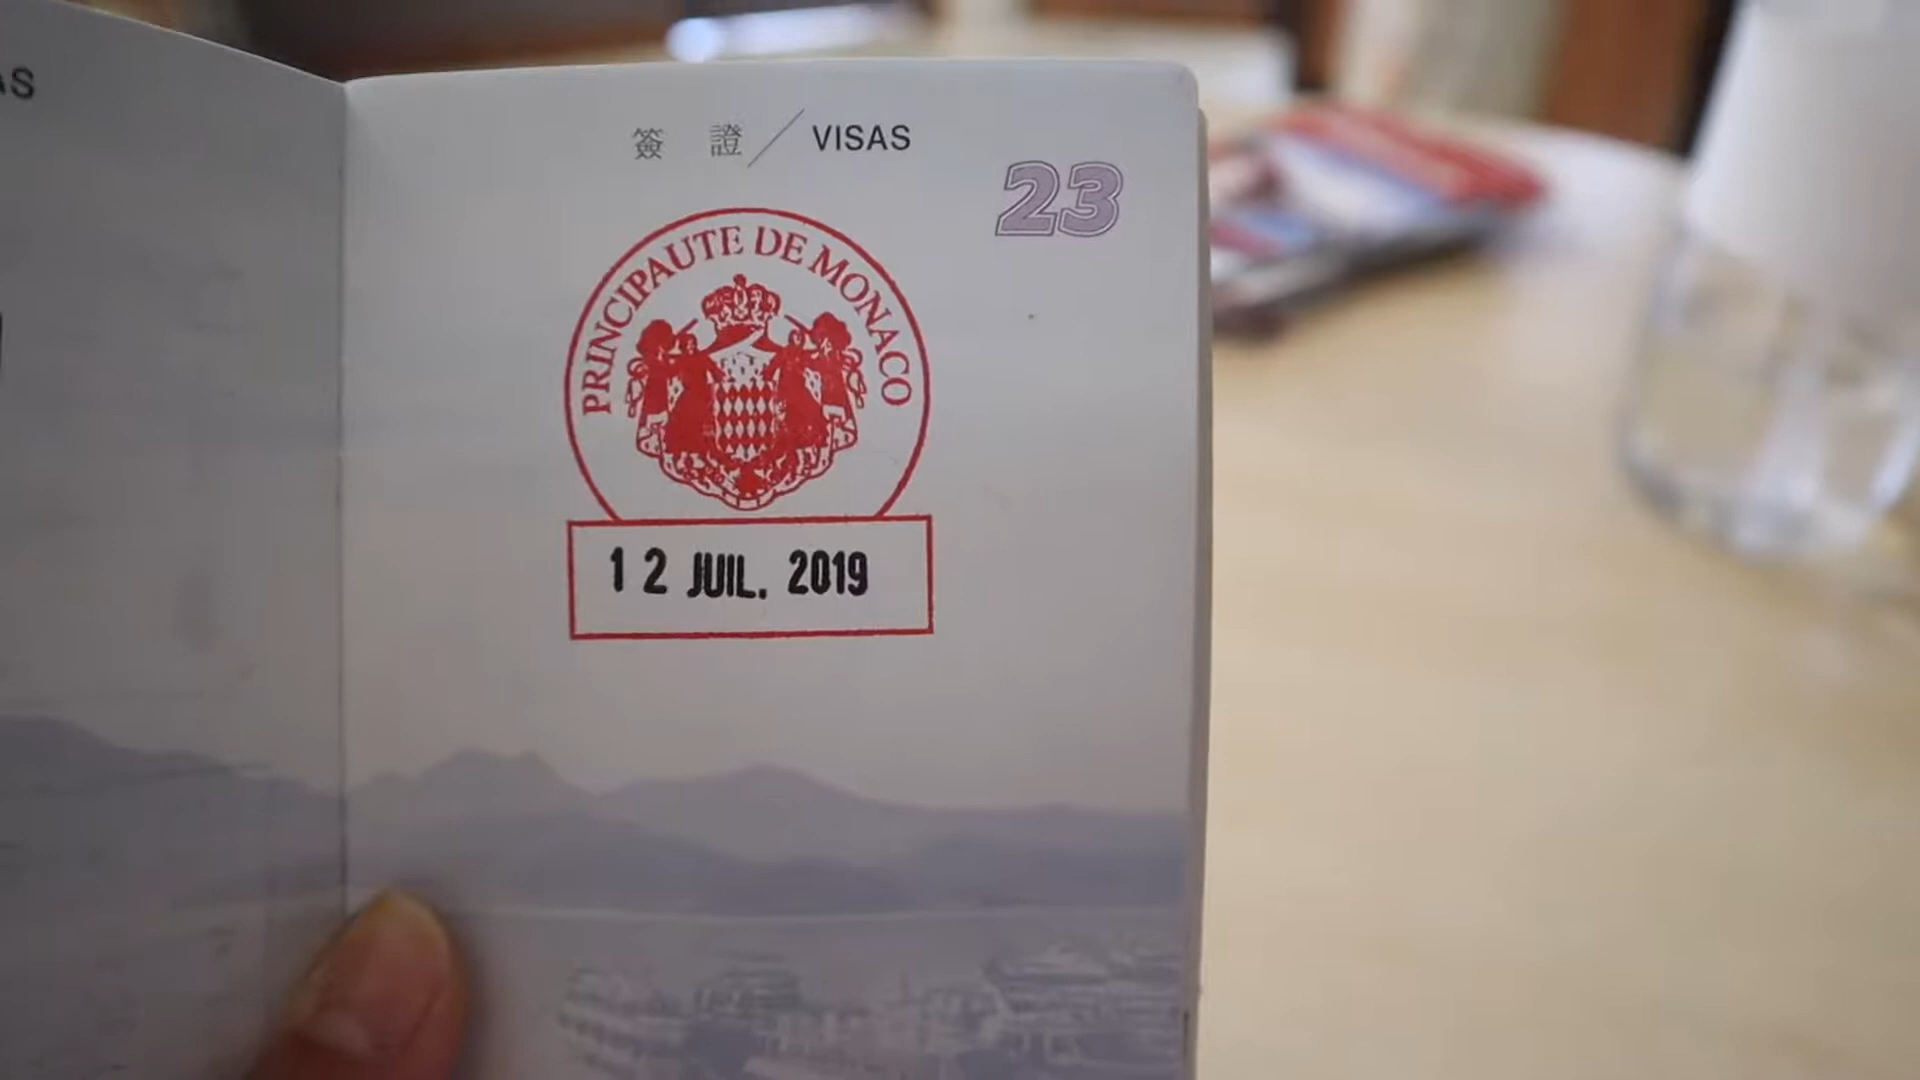 簽 證 / VISAS
23
PRINCIPAUTE DE MONACO
12 JUIL. 2019